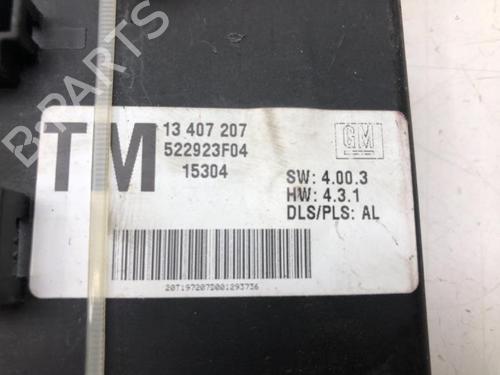 B-PARTS
TM
13 407 207
522923F04
15304
GM
SW: 4.00.3
HW: 4.3.1
DLS/PLS: AL
20T197207D001293736